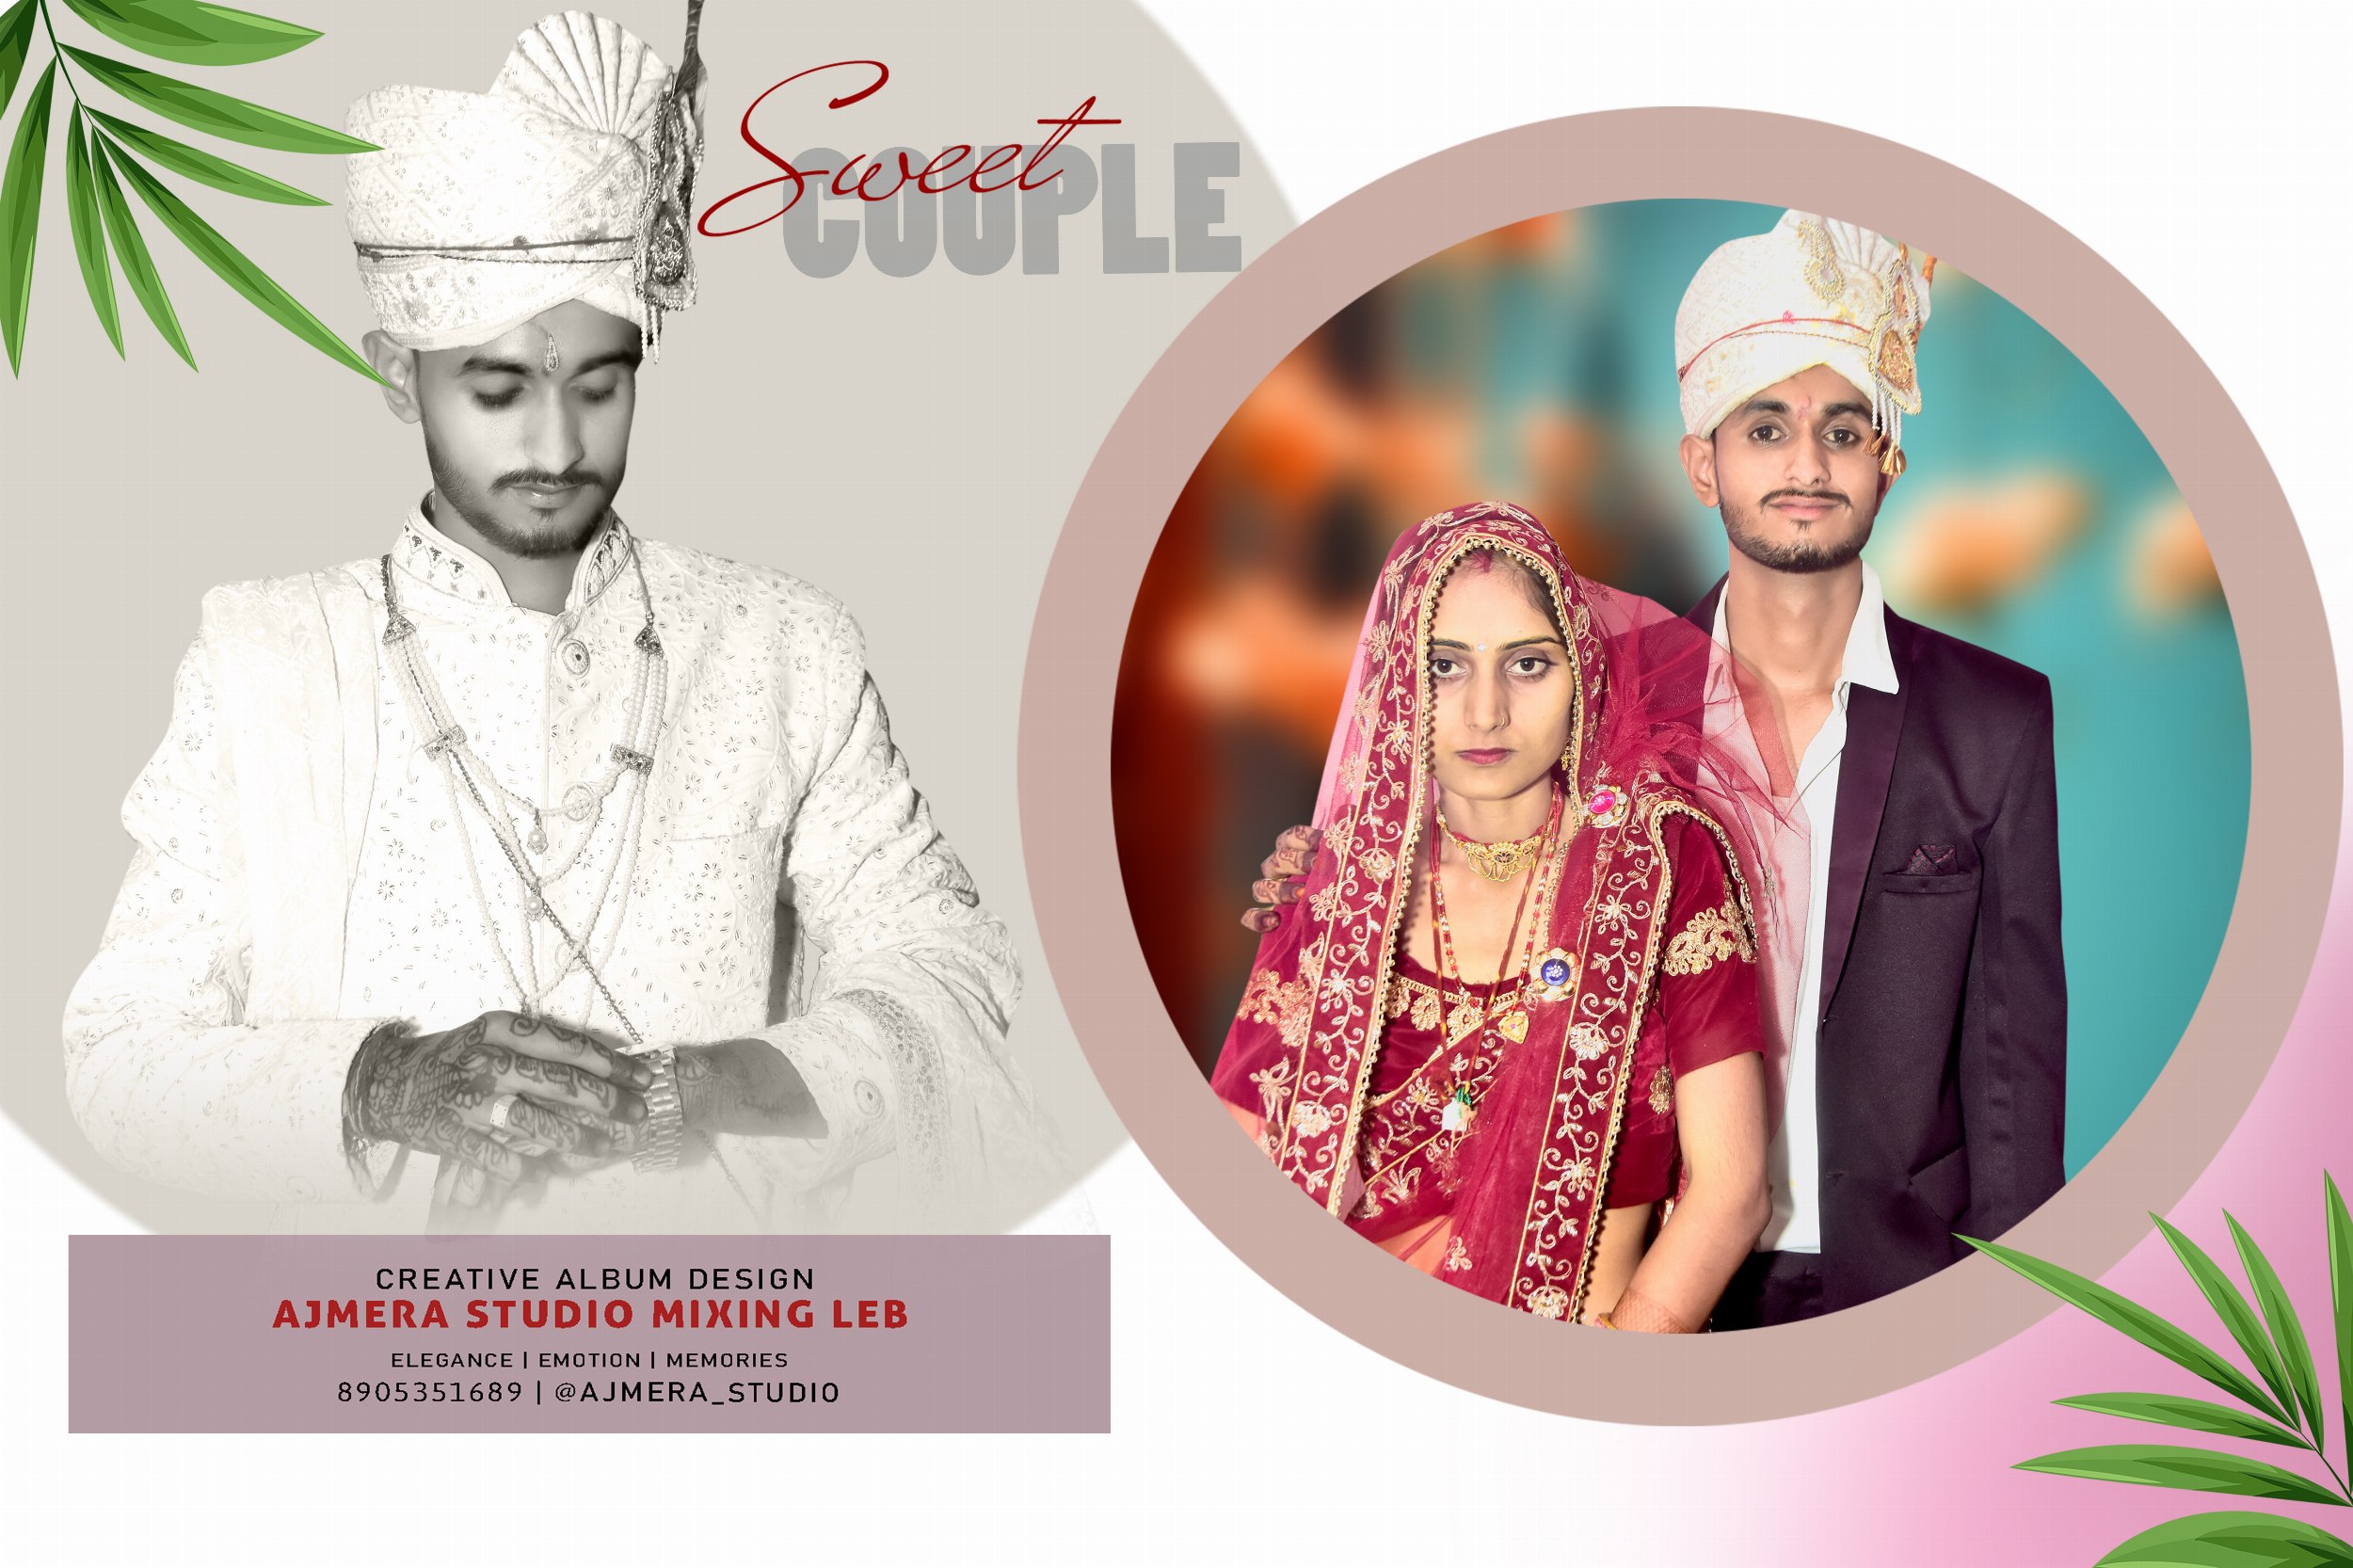 Sweet
COUPLE
CREATIVE ALBUM DESIGN
AJMERA STUDIO MIXING LEB
ELEGANCE | EMOTION | MEMORIES
8905351689 | @AJMERA_STUDIO